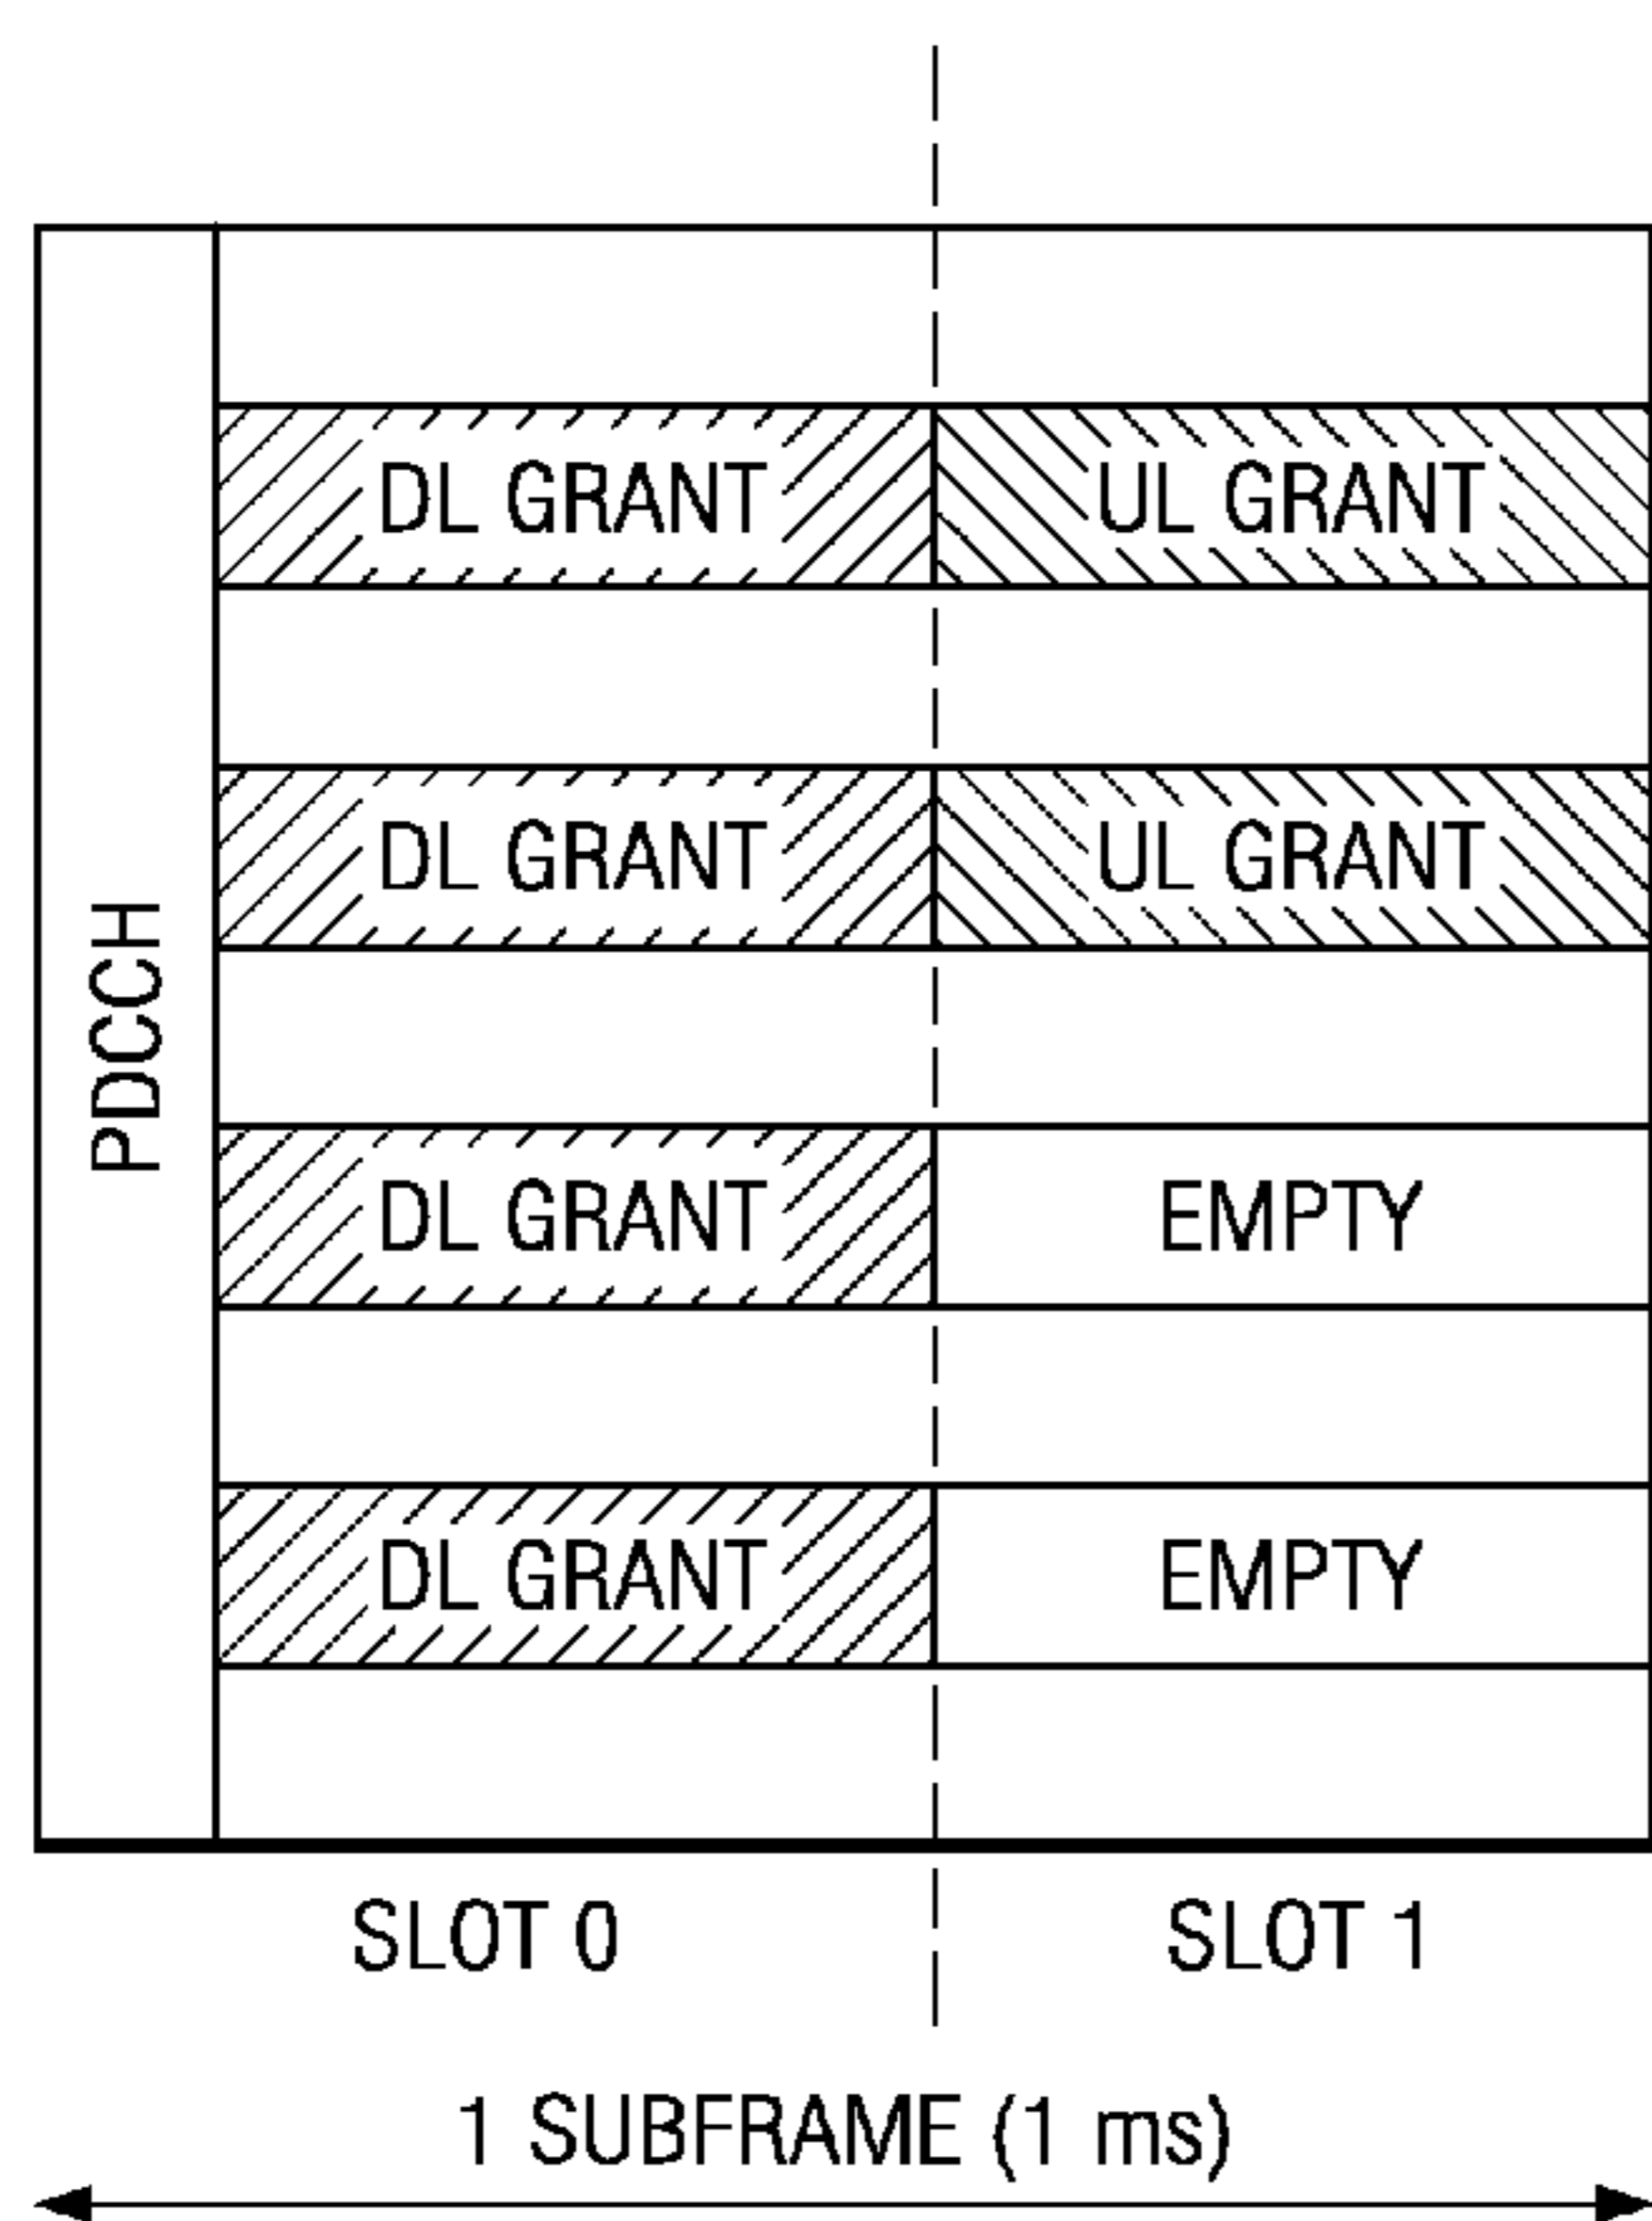 PDCCH
DL GRANT UL GRANT
DL GRANT UL GRANT
DL GRANT EMPTY
DL GRANT EMPTY
SLOT 0 SLOT 1
1 SUBFRAME (1 ms)